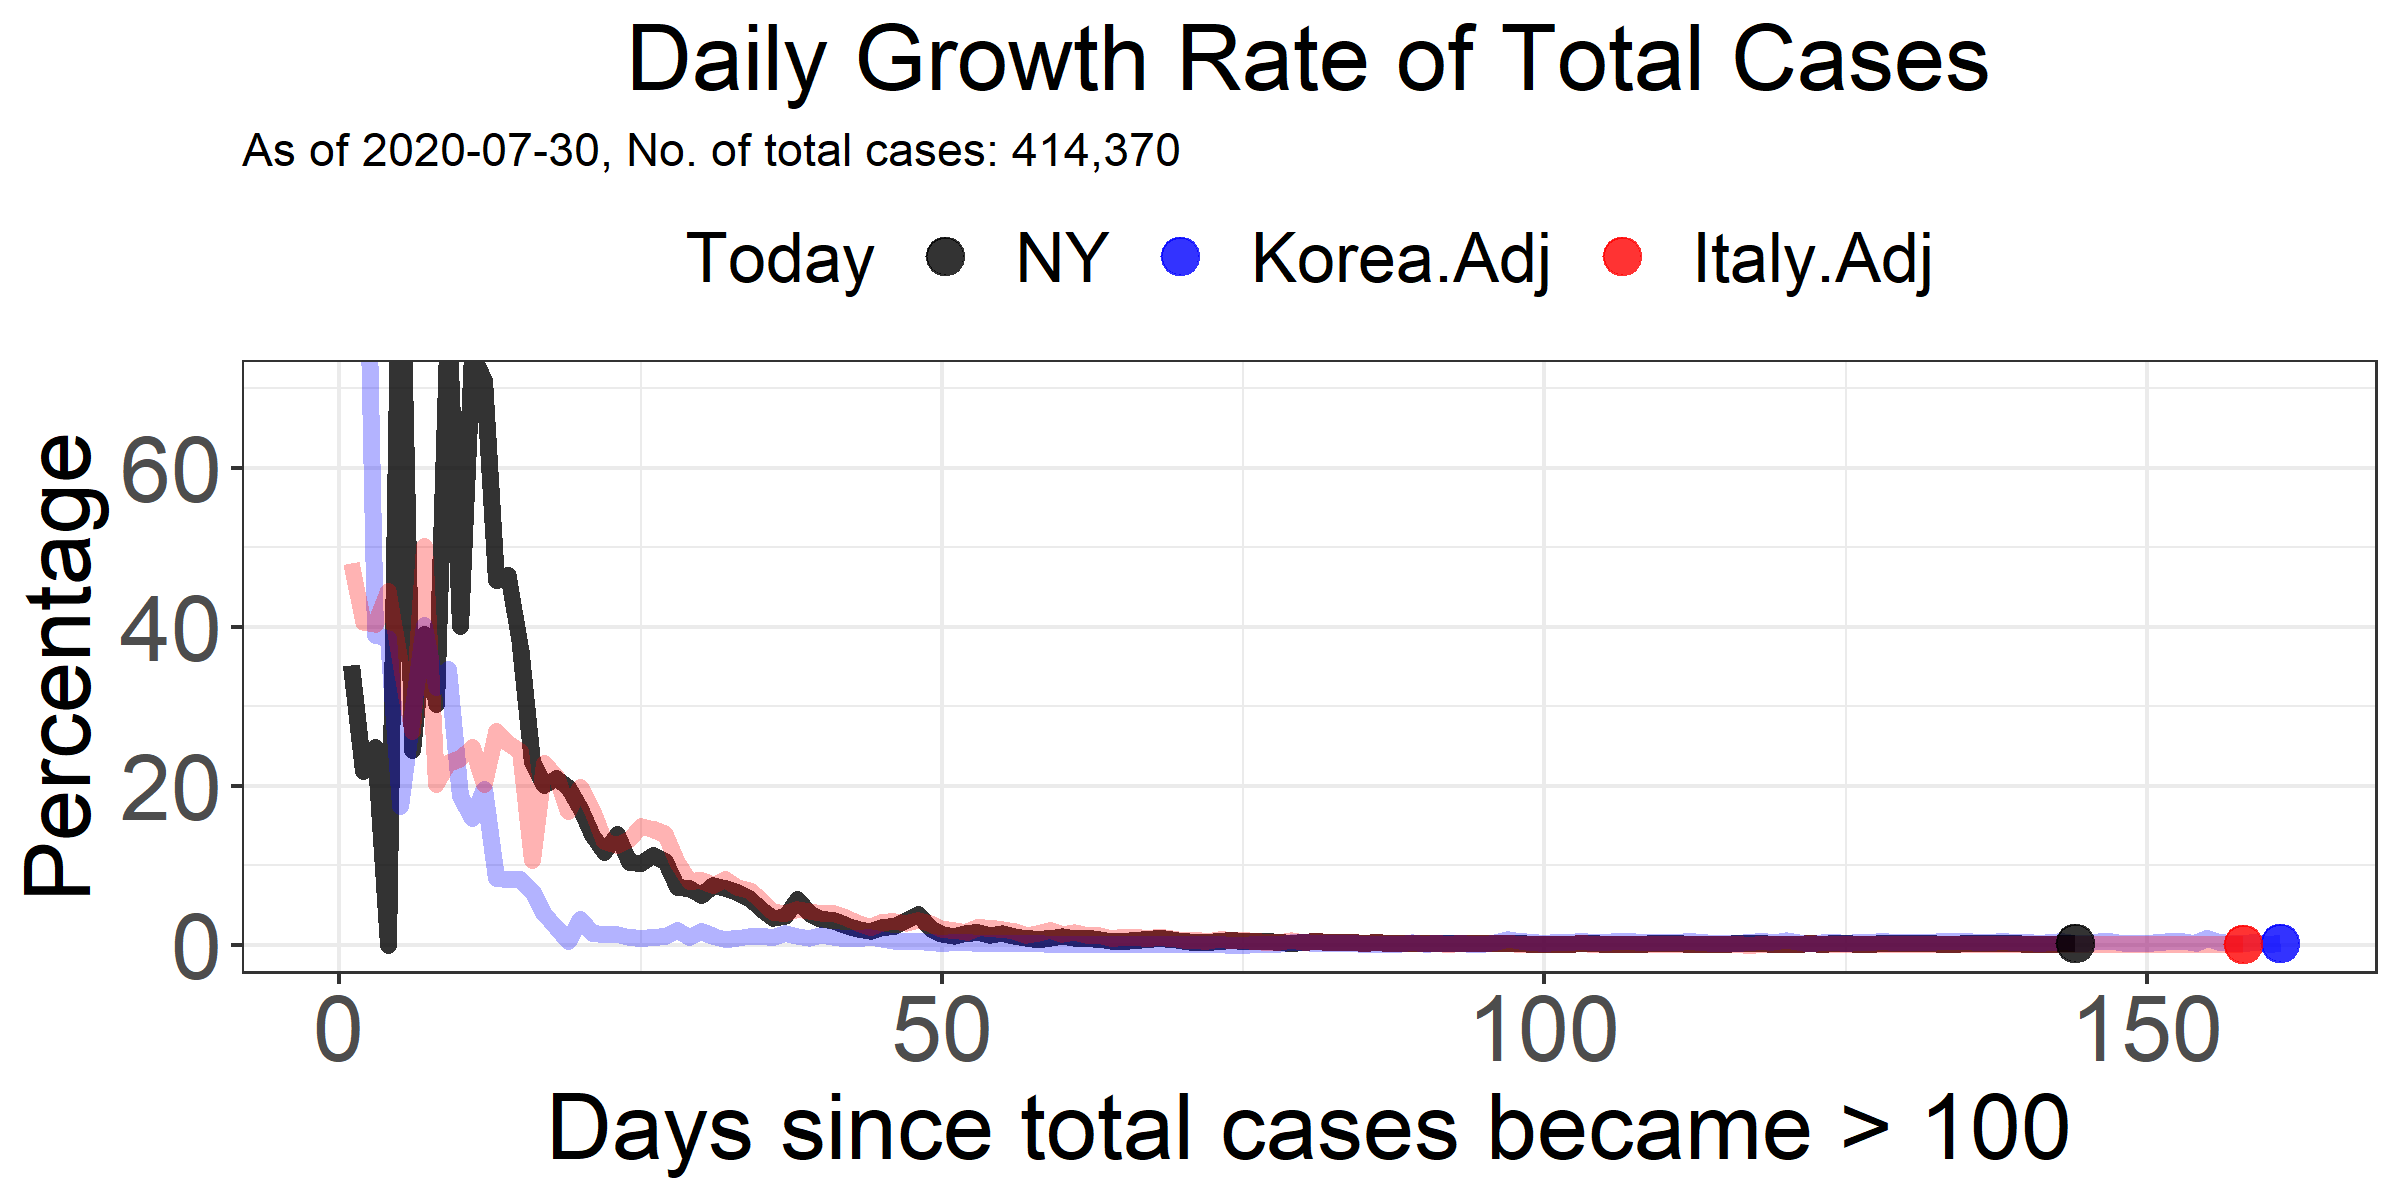 Daily Growth Rate of Total Cases
As of 2020-07-30, No. of total cases: 414,370
Today NY Korea.Adj Italy.Adj
Percentage
60
40
20
0
0 50 100 150
Days since total cases became > 100